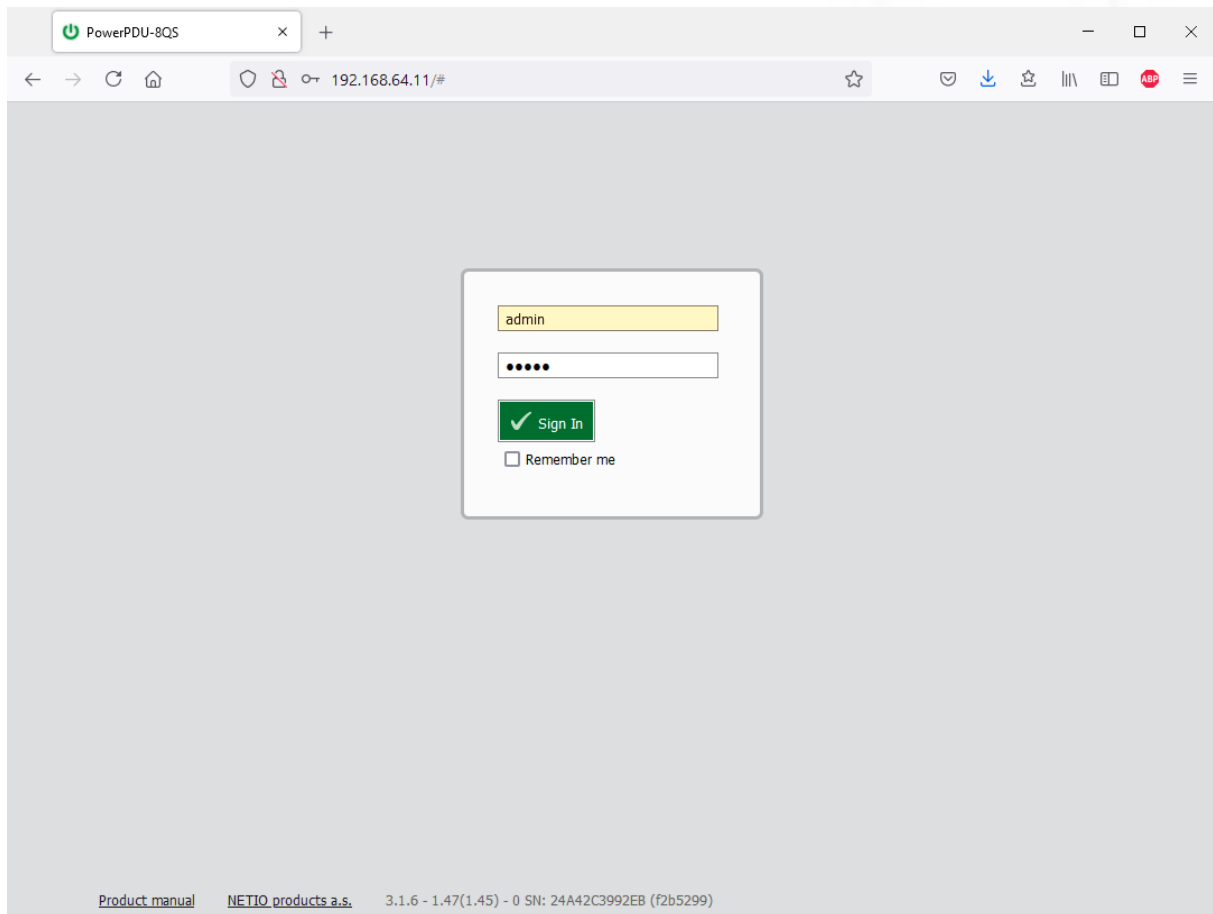 PowerPDU-8QS
192.168.64.11/#
ABP
admin
•••••
Sign In
Remember me
Product manual NETIO products a.s. 3.1.6 - 1.47(1.45) - 0 SN: 24A42C3992EB (f2b5299)